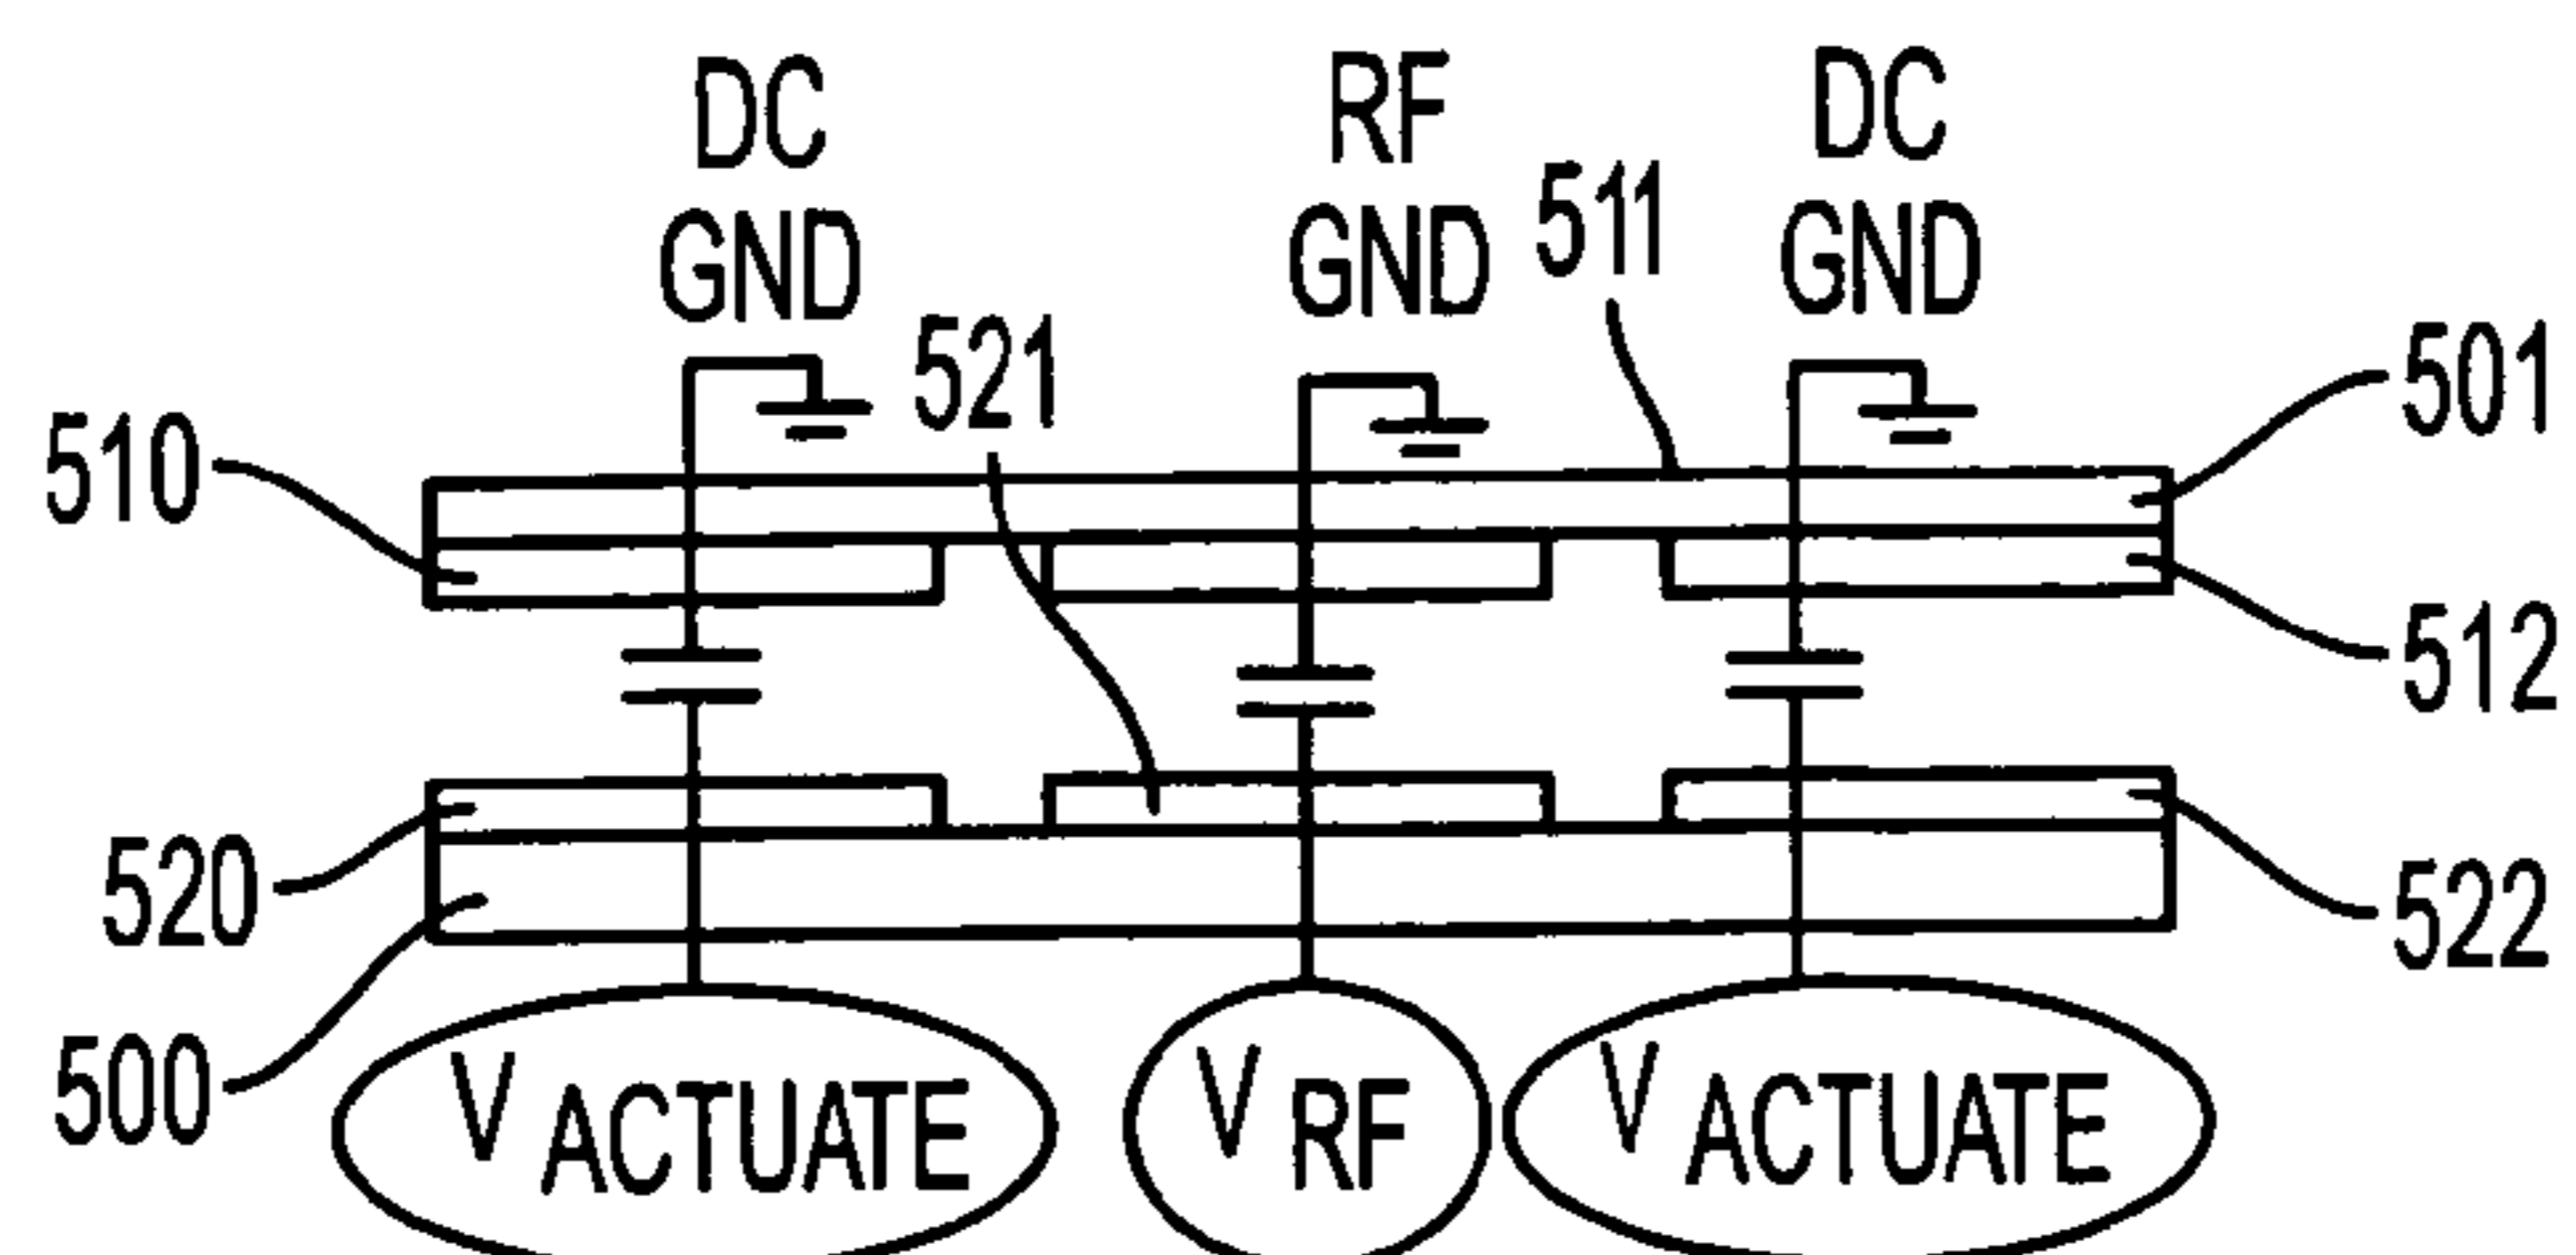 DC
GND
RF
GND
DC
GND
511
521
501
510
512
520
522
500
V ACTUATE
V RF
V ACTUATE